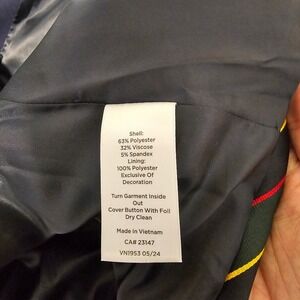 Shell:
63% Polyester
32% Viscose
5% Spandex
Lining:
100% Polyester
Exclusive Of
Decoration
Turn Garment Inside
Out
Cover Button With Foil
Dry Clean
Made in Vietnam
CA# 23147
VN1953 05/24